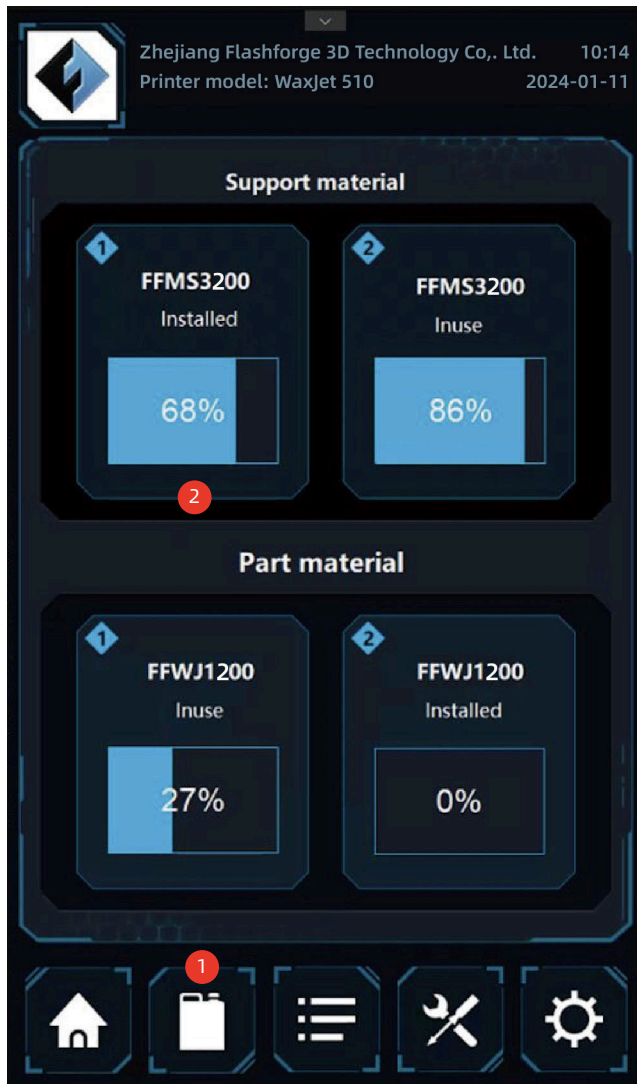 Zhejiang Flashforge 3D Technology Co,. Ltd. 10:14
Printer model: WaxJet 510 2024-01-11
Support material
1
FFMS3200
Installed
68%
2
2
FFMS3200
Inuse
86%
Part material
1
FFWJ1200
Inuse
27%
2
FFWJ1200
Installed
0%
1